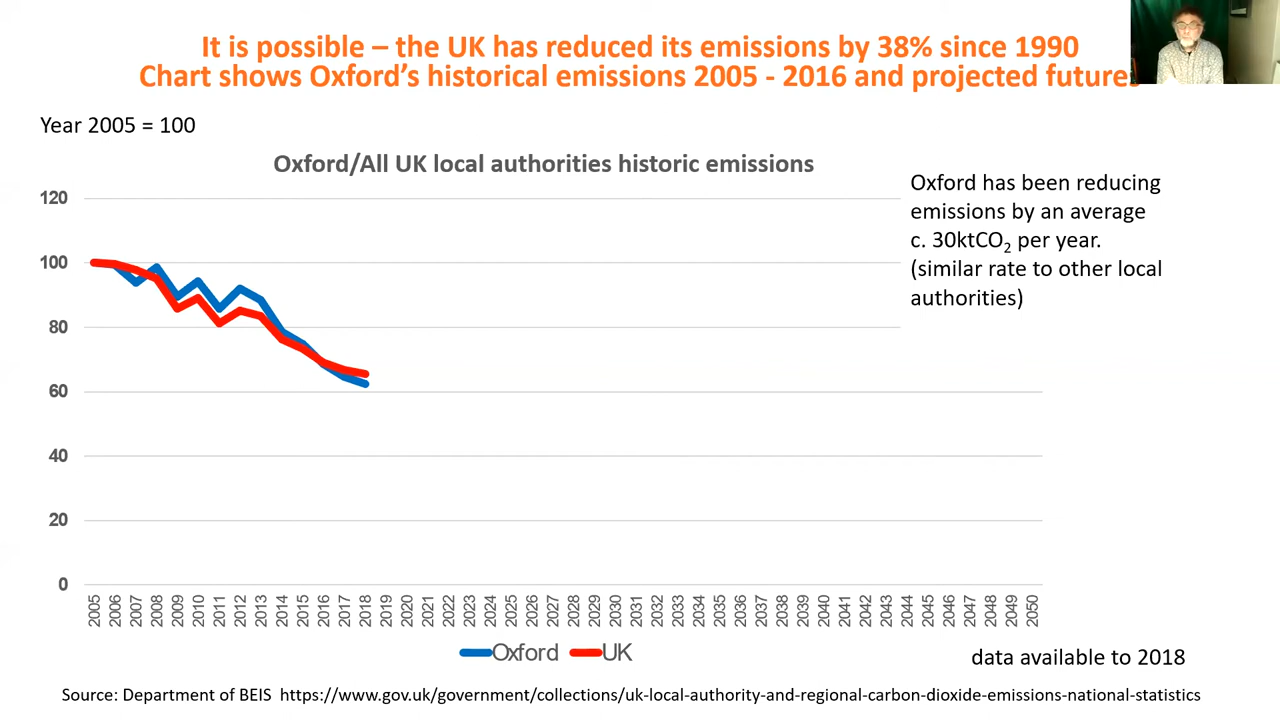 It is possible – the UK has reduced its emissions by 38% since 1990
Chart shows Oxford's historical emissions 2005 - 2016 and projected future
Year 2005 = 100
Oxford/All UK local authorities historic emissions
120
100
80
60
40
20
0
2005 2006 2007 2008 2009 2010 2011 2012 2013 2014 2015 2016 2017 2018 2019 2020 2021 2022 2023 2024 2025 2026 2027 2028 2029 2030 2031 2032 2033 2034 2035 2036 2037 2038 2039 2040 2041 2042 2043 2044 2045 2046 2047 2048 2049 2050
Oxford UK
Oxford has been reducing
emissions by an average
c. 30ktCO₂ per year.
(similar rate to other local
authorities)
data available to 2018
Source: Department of BEIS https://www.gov.uk/government/collections/uk-local-authority-and-regional-carbon-dioxide-emissions-national-statistics